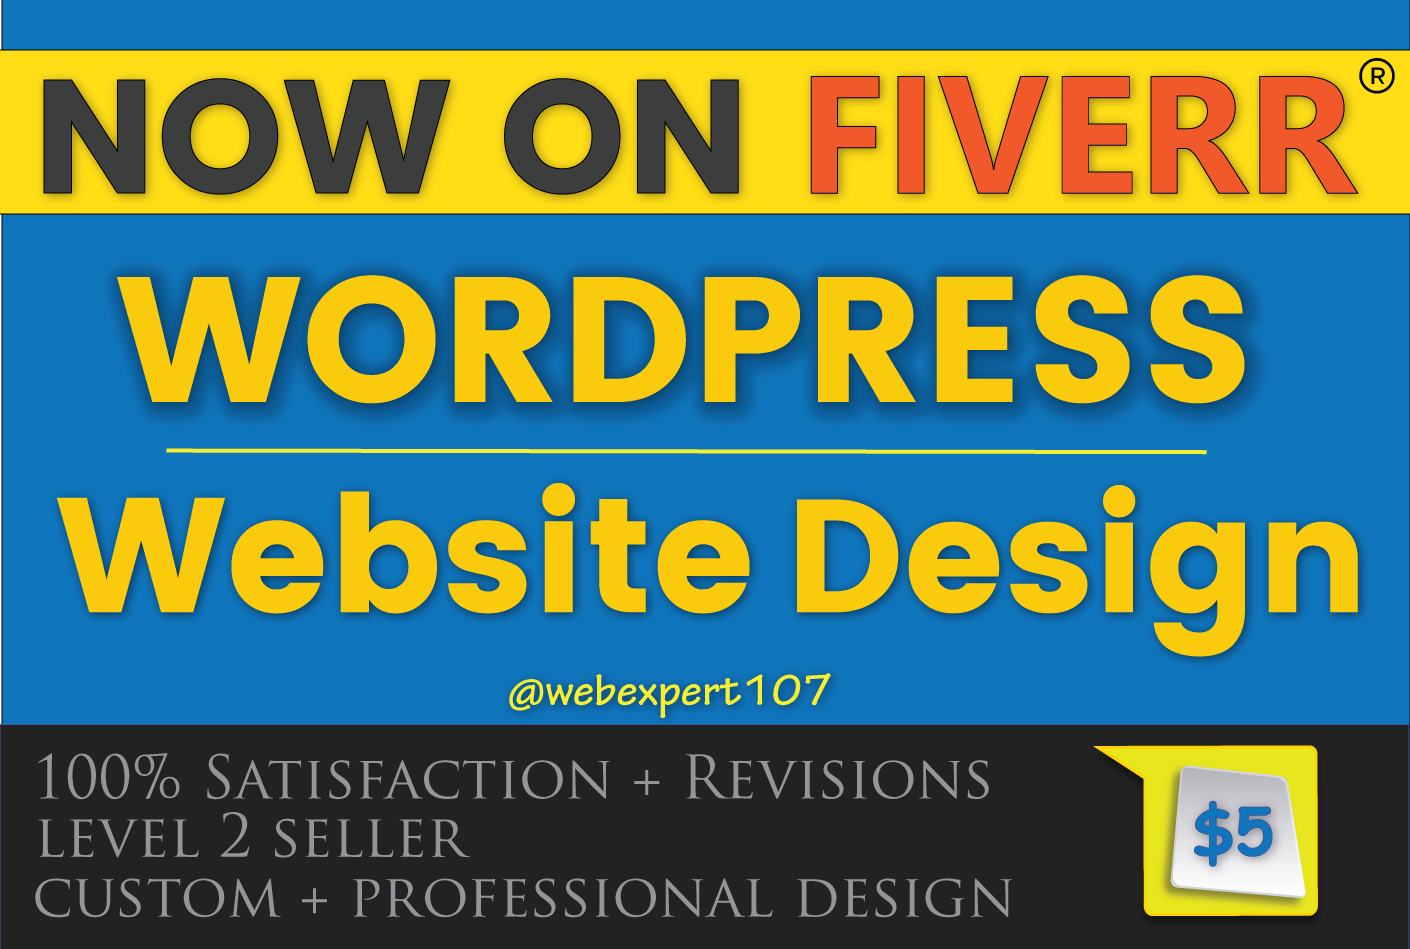 NOW ON FIVERR®
WORDPRESS
Website Design
@webexpert107
100% Satisfaction + Revisions
level 2 seller
custom + professional design
$5